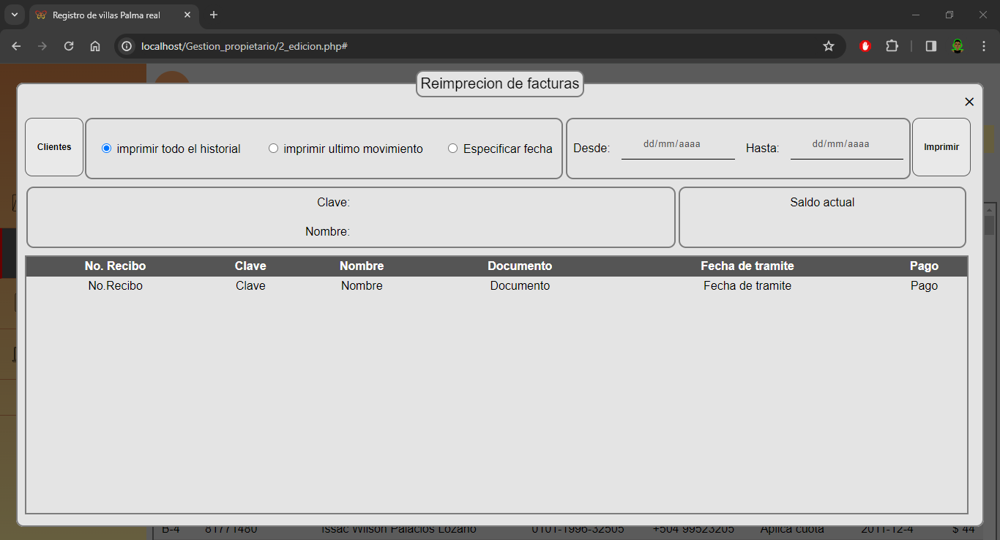 Registro de villas Palma real
localhost/Gestion_propietario/2_edicion.php#
Reimprecion de facturas
Clientes
imprimir todo el historial imprimir ultimo movimiento Especificar fecha
Desde: dd/mm/aaaa Hasta: dd/mm/aaaa
Imprimir
Clave:
Nombre:
Saldo actual
No. Recibo Clave Nombre Documento Fecha de tramite Pago
No.Recibo Clave Nombre Documento Fecha de tramite Pago
B-4 81771480 Issac Wilson Palacios Lozano 0101-1996-32505 +504 99523205 Aplica cuota 2011-12-4 $ 44